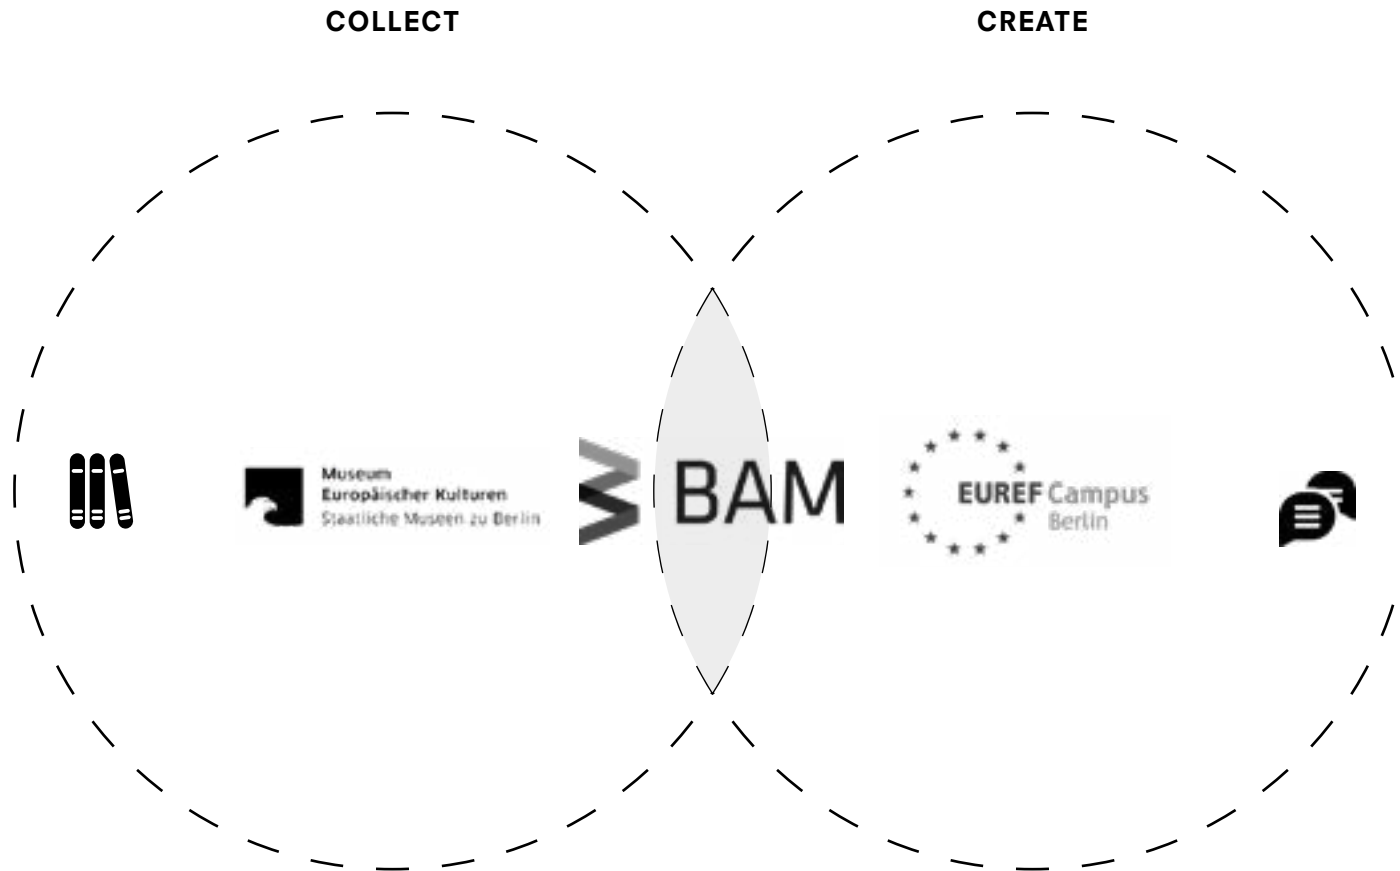 COLLECT
CREATE
Museum
Europäischer Kulturen
Staatliche Museen zu Berlin
BAM
EUREF Campus
Berlin